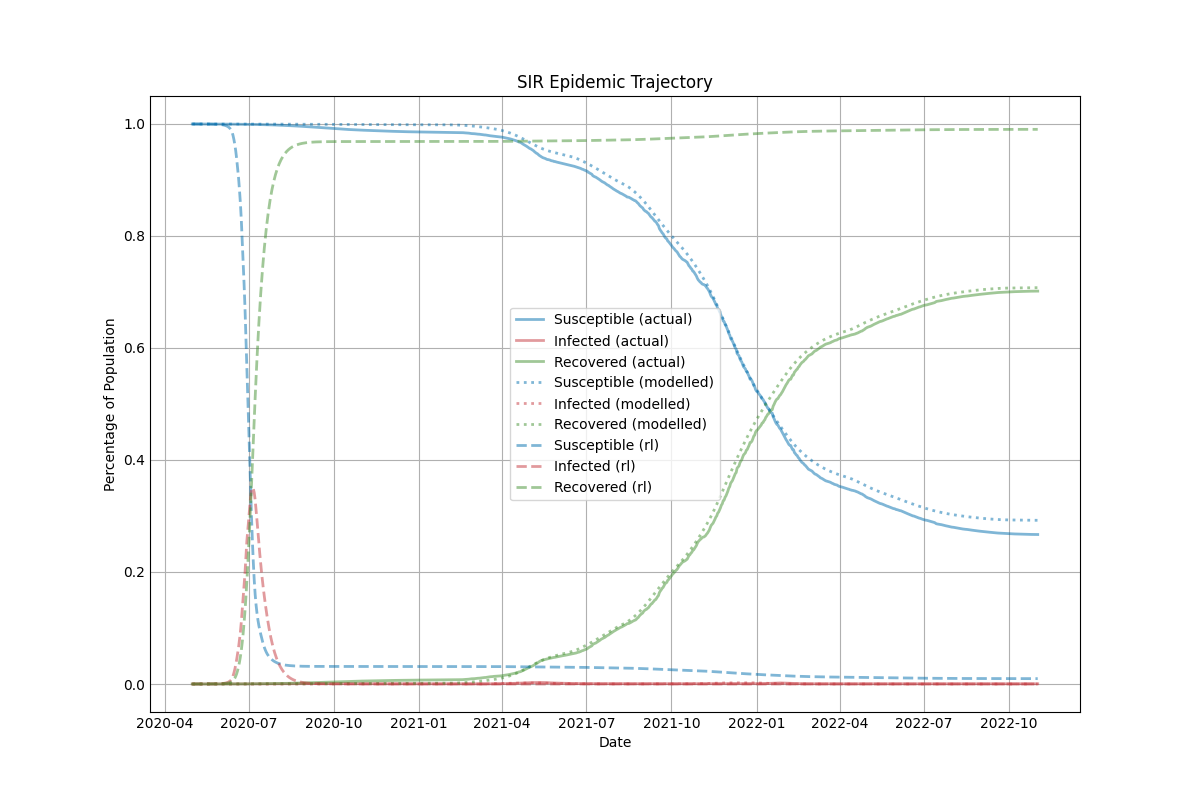 SIR Epidemic Trajectory
Percentage of Population
1.0
0.8
0.6
0.4
0.2
0.0
Susceptible (actual)
Infected (actual)
Recovered (actual)
Susceptible (modelled)
Infected (modelled)
Recovered (modelled)
Susceptible (rl)
Infected (rl)
Recovered (rl)
2020-04 2020-07 2020-10 2021-01 2021-04 2021-07 2021-10 2022-01 2022-04 2022-07 2022-10
Date